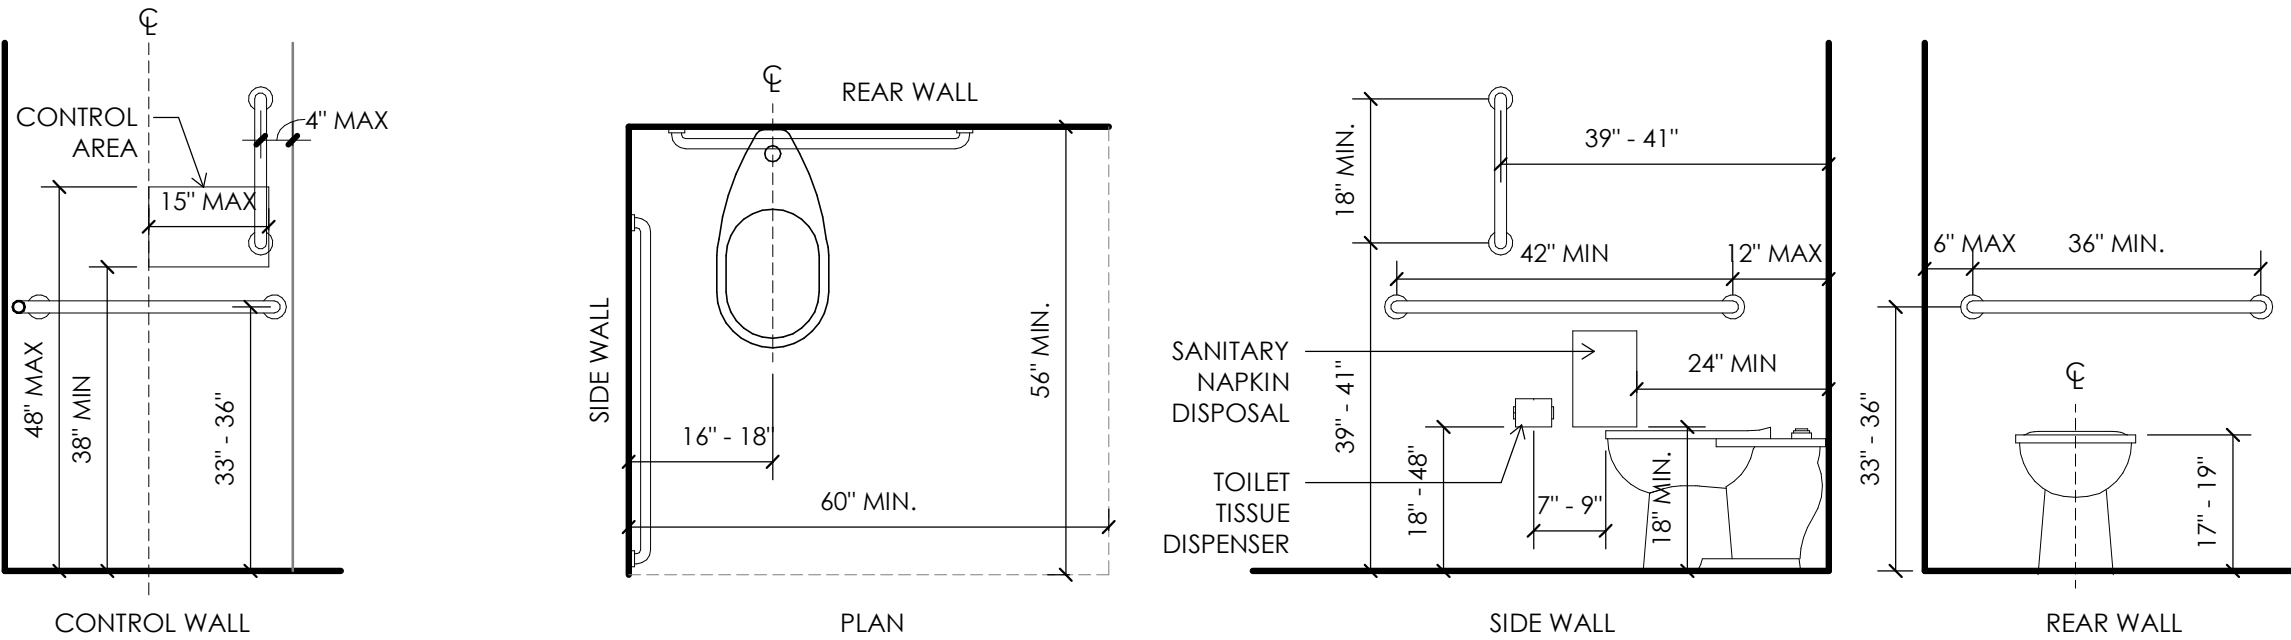 ℄
CONTROL
AREA
4" MAX
15" MAX
48" MAX
38" MIN
33" - 36"
CONTROL WALL
℄
REAR WALL
SIDE WALL
56" MIN.
16" - 18"
60" MIN.
PLAN
18" MIN.
39" - 41"
42" MIN
12" MAX
SANITARY
NAPKIN
DISPOSAL
24" MIN
39" - 41"
TOILET
TISSUE
DISPENSER
18" - 48"
7" - 9"
18" MIN.
SIDE WALL
6" MAX
36" MIN.
℄
33" - 36"
17" - 19"
REAR WALL